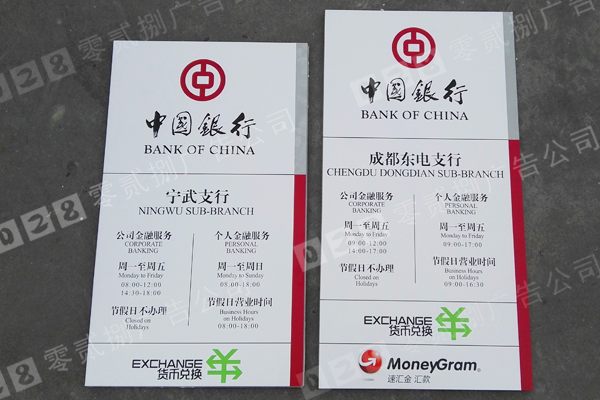 中国銀行
BANK OF CHINA
宁武支行
NINGWU SUB-BRANCH
公司金融服务
CORPORATE
BANKING
周一至周五
Monday to Friday
08:00-12:00
14:30-18:00
节假日不办理
Closed on
Holidays
个人金融服务
PERSONAL
BANKING
周一至周日
Monday to Sunday
08:00-18:00
节假日营业时间
Business Hours
on Holidays
08:00-18:00
EXCHANGE
货币兑换
中国銀行
BANK OF CHINA
成都东电支行
CHENGDU DONGDIAN SUB-BRANCH
公司金融服务
CORPORATE
BANKING
周一至周五
Monday to Friday
09:00-12:00
14:00-17:00
节假日不办理
Closed on
Holidays
个人金融服务
PERSONAL
BANKING
周一至周五
Monday to Friday
09:00-17:00
节假日营业时间
Business Hours
on Holidays
09:00-16:30
EXCHANGE
货币兑换
MoneyGram
速汇金 汇款
028零贰捌广告公司